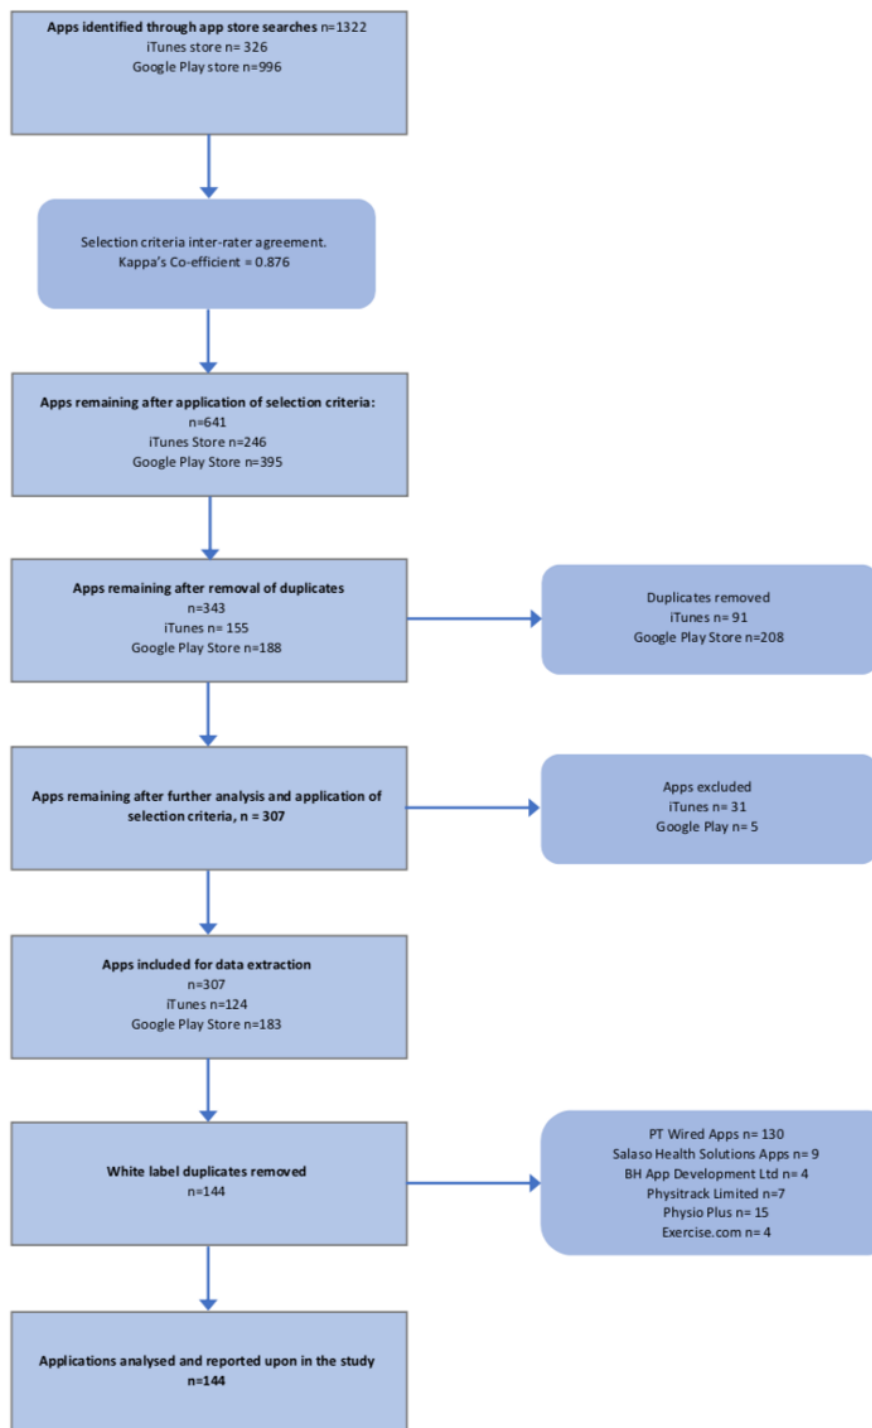 Apps identified through app store searches n=1322
iTunes store n= 326
Google Play store n=996
Selection criteria inter-rater agreement.
Kappa's Co-efficient = 0.876
Apps remaining after application of selection criteria:
n=641
iTunes Store n=246
Google Play Store n=395
Apps remaining after removal of duplicates
n=343
iTunes n= 155
Google Play Store n=188
Duplicates removed
iTunes n= 91
Google Play Store n=208
Apps remaining after further analysis and application of
selection criteria, n = 307
Apps excluded
iTunes n= 31
Google Play n= 5
Apps included for data extraction
n=307
iTunes n=124
Google Play Store n=183
White label duplicates removed
n=144
PT Wired Apps n= 130
Salaso Health Solutions Apps n= 9
BH App Development Ltd n= 4
Physitrack Limited n=7
Physio Plus n= 15
Exercise.com n= 4
Applications analysed and reported upon in the study
n=144